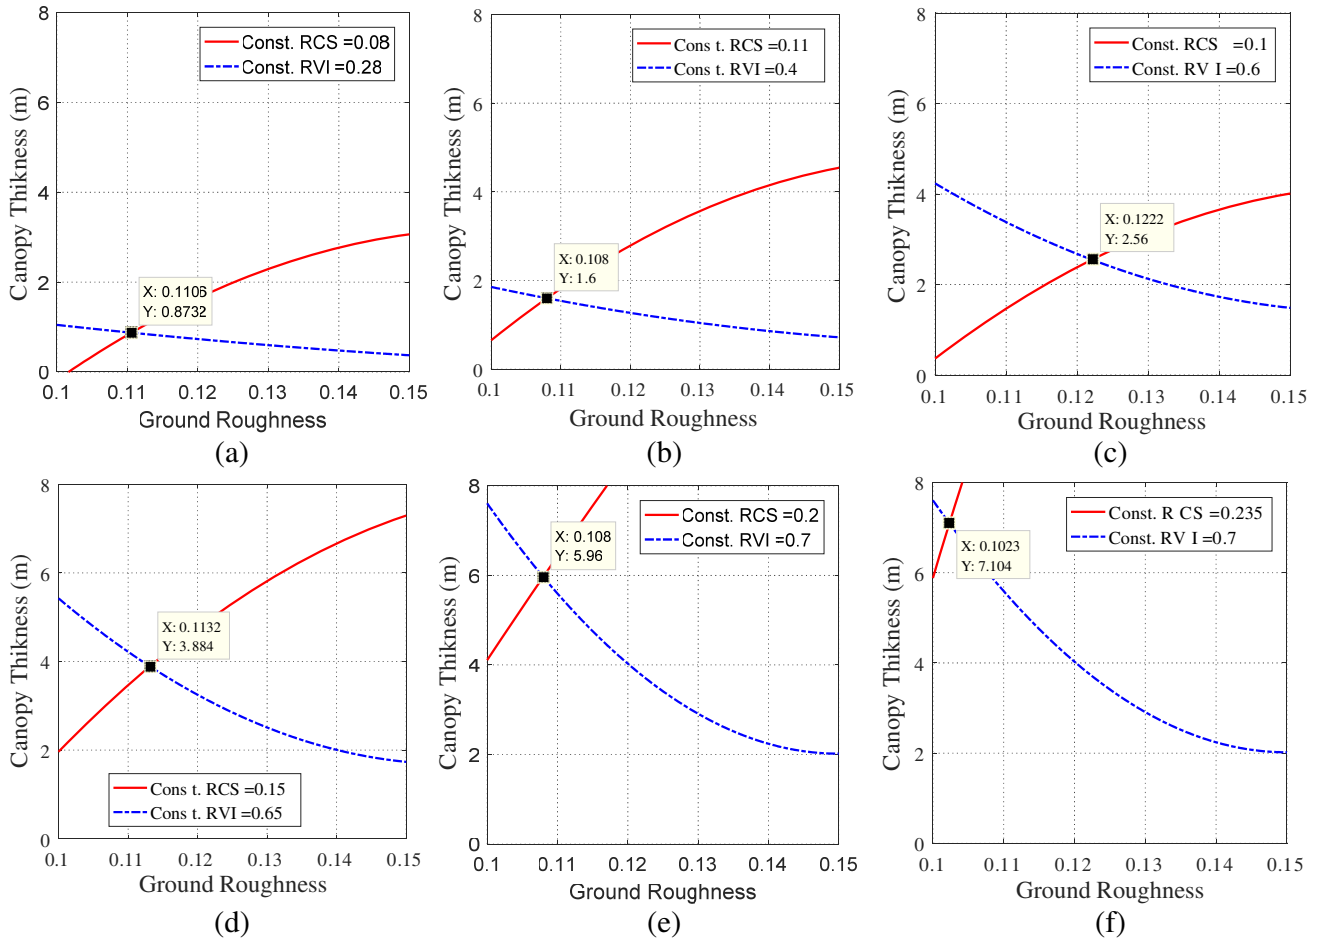 8
6
4
2
0
Canopy Thikness (m)
Const. RCS =0.08
Const. RVI =0.28
X: 0.1106
Y: 0.8732
0.1 0.11 0.12 0.13 0.14 0.15
Ground Roughness
(a)
8
6
4
2
0
Canopy Thikness (m)
Cons t. RCS =0.11
Cons t. RVI =0.4
X: 0.108
Y: 1.6
0.1 0.11 0.12 0.13 0.14 0.15
Ground Roughness
(b)
8
6
4
2
0
Canopy Thikness (m)
Const. RCS =0.1
Const. RV I =0.6
X: 0.1222
Y: 2.56
0.1 0.11 0.12 0.13 0.14 0.15
Ground Roughness
(c)
8
6
4
2
0
Canopy Thikness (m)
X: 0.1132
Y: 3.884
Cons t. RCS =0.15
Cons t. RVI =0.65
0.1 0.11 0.12 0.13 0.14 0.15
Ground Roughness
(d)
8
6
4
2
0
Canopy Thikness (m)
Const. RCS =0.2
Const. RVI =0.7
X: 0.108
Y: 5.96
0.1 0.11 0.12 0.13 0.14 0.15
Ground Roughness
(e)
8
6
4
2
0
Canopy Thikness (m)
Const. R CS =0.235
Const. RV I =0.7
X: 0.1023
Y: 7.104
0.1 0.11 0.12 0.13 0.14 0.15
Ground Roughness
(f)